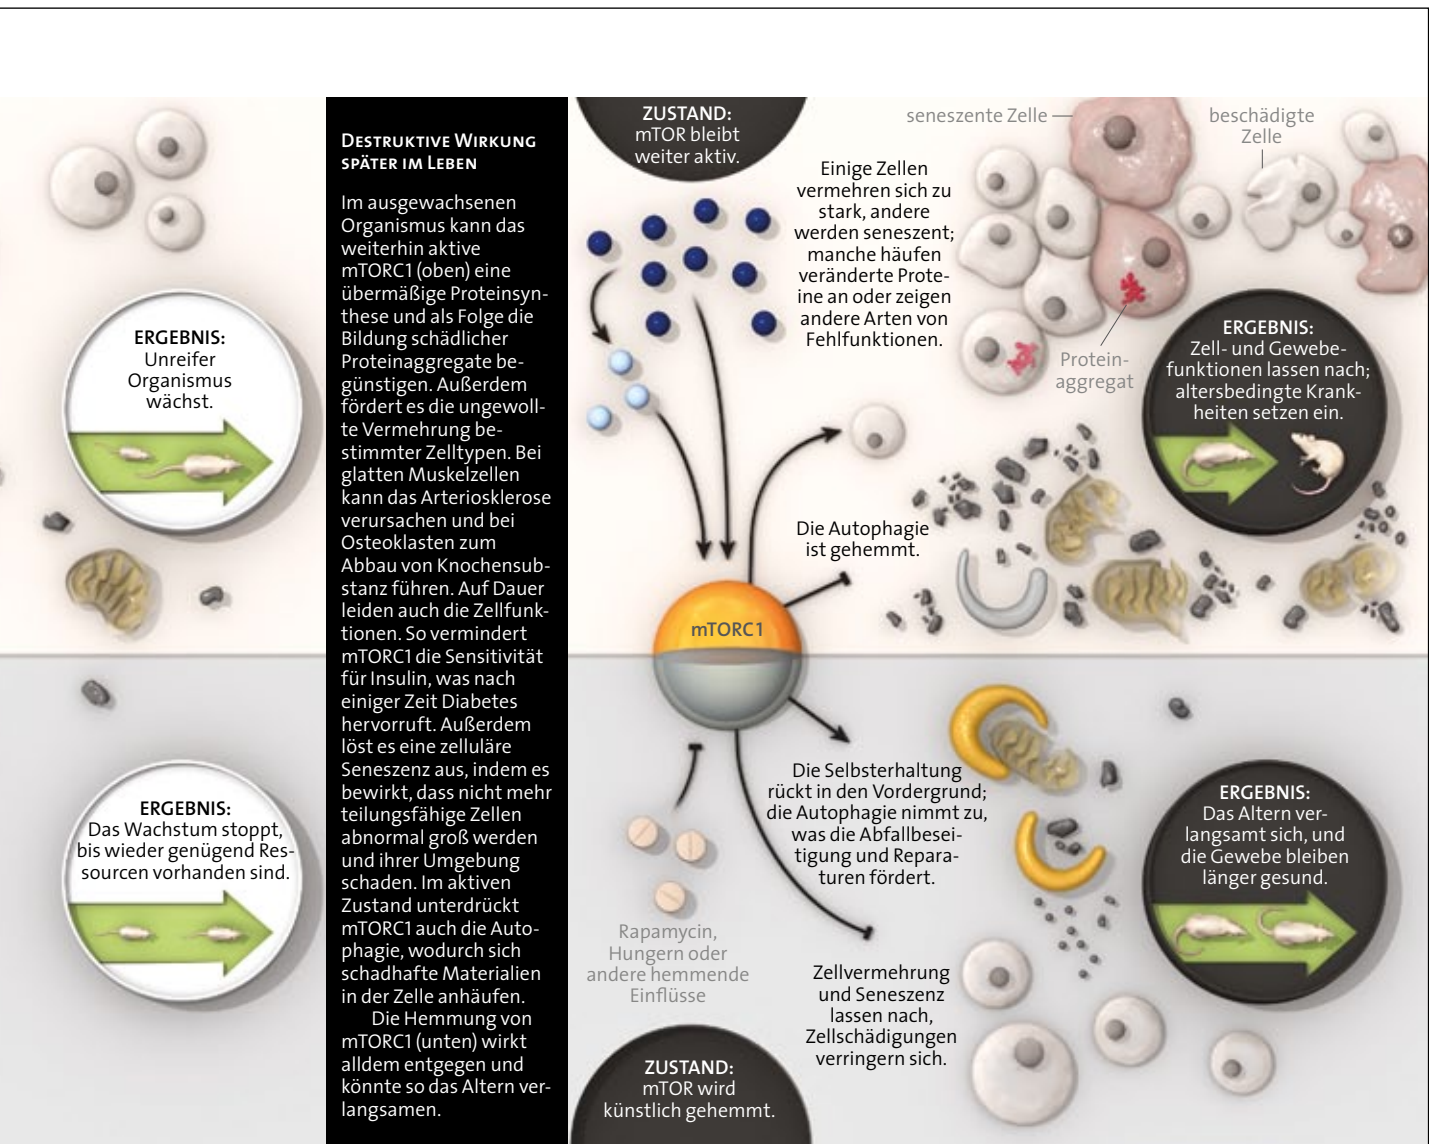 ERGEBNIS:
Unreifer
Organismus
wächst.
ERGEBNIS:
Das Wachstum stoppt,
bis wieder genügend Res-
sourcen vorhanden sind.
DESTRUKTIVE WIRKUNG
SPÄTER IM LEBEN
Im ausgewachsenen
Organismus kann das
weiterhin aktive
mTORC1 (oben) eine
übermäßige Proteinsyn-
these und als Folge die
Bildung schädlicher
Proteinaggregate be-
günstigen. Außerdem
fördert es die ungewoll-
te Vermehrung be-
stimmter Zelltypen. Bei
glatten Muskelzellen
kann das Arteriosklerose
verursachen und bei
Osteoklasten zum
Abbau von Knochensub-
stanz führen. Auf Dauer
leiden auch die Zellfunk-
tionen. So vermindert
mTORC1 die Sensitivität
für Insulin, was nach
einiger Zeit Diabetes
hervorruft. Außerdem
löst es eine zelluläre
Seneszenz aus, indem es
bewirkt, dass nicht mehr
teilungsfähige Zellen
abnormal groß werden
und ihrer Umgebung
schaden. Im aktiven
Zustand unterdrückt
mTORC1 auch die Auto-
phagie, wodurch sich
schadhafte Materialien
in der Zelle anhäufen.
Die Hemmung von
mTORC1 (unten) wirkt
alldem entgegen und
könnte so das Altern ver-
langsamen.
ZUSTAND:
mTOR bleibt
weiter aktiv.
Einige Zellen
vermehren sich zu
stark, andere
werden seneszent;
manche häufen
veränderte Prote-
ine an oder zeigen
andere Arten von
Fehlfunktionen.
seneszente Zelle
beschädigte
Zelle
Protein-
aggregat
ERGEBNIS:
Zell- und Gewebe-
funktionen lassen nach;
altersbedingte Krank-
heiten setzen ein.
Die Autophagie
ist gehemmt.
mTORC1
Die Selbsterhaltung
rückt in den Vordergrund;
die Autophagie nimmt zu,
was die Abfallbesei-
tigung und Repara-
turen fördert.
ERGEBNIS:
Das Altern ver-
langsamt sich, und
die Gewebe bleiben
länger gesund.
Rapamycin,
Hungern oder
andere hemmende
Einflüsse
Zellvermehrung
und Seneszenz
lassen nach,
Zellschädigungen
verringern sich.
ZUSTAND:
mTOR wird
künstlich gehemmt.